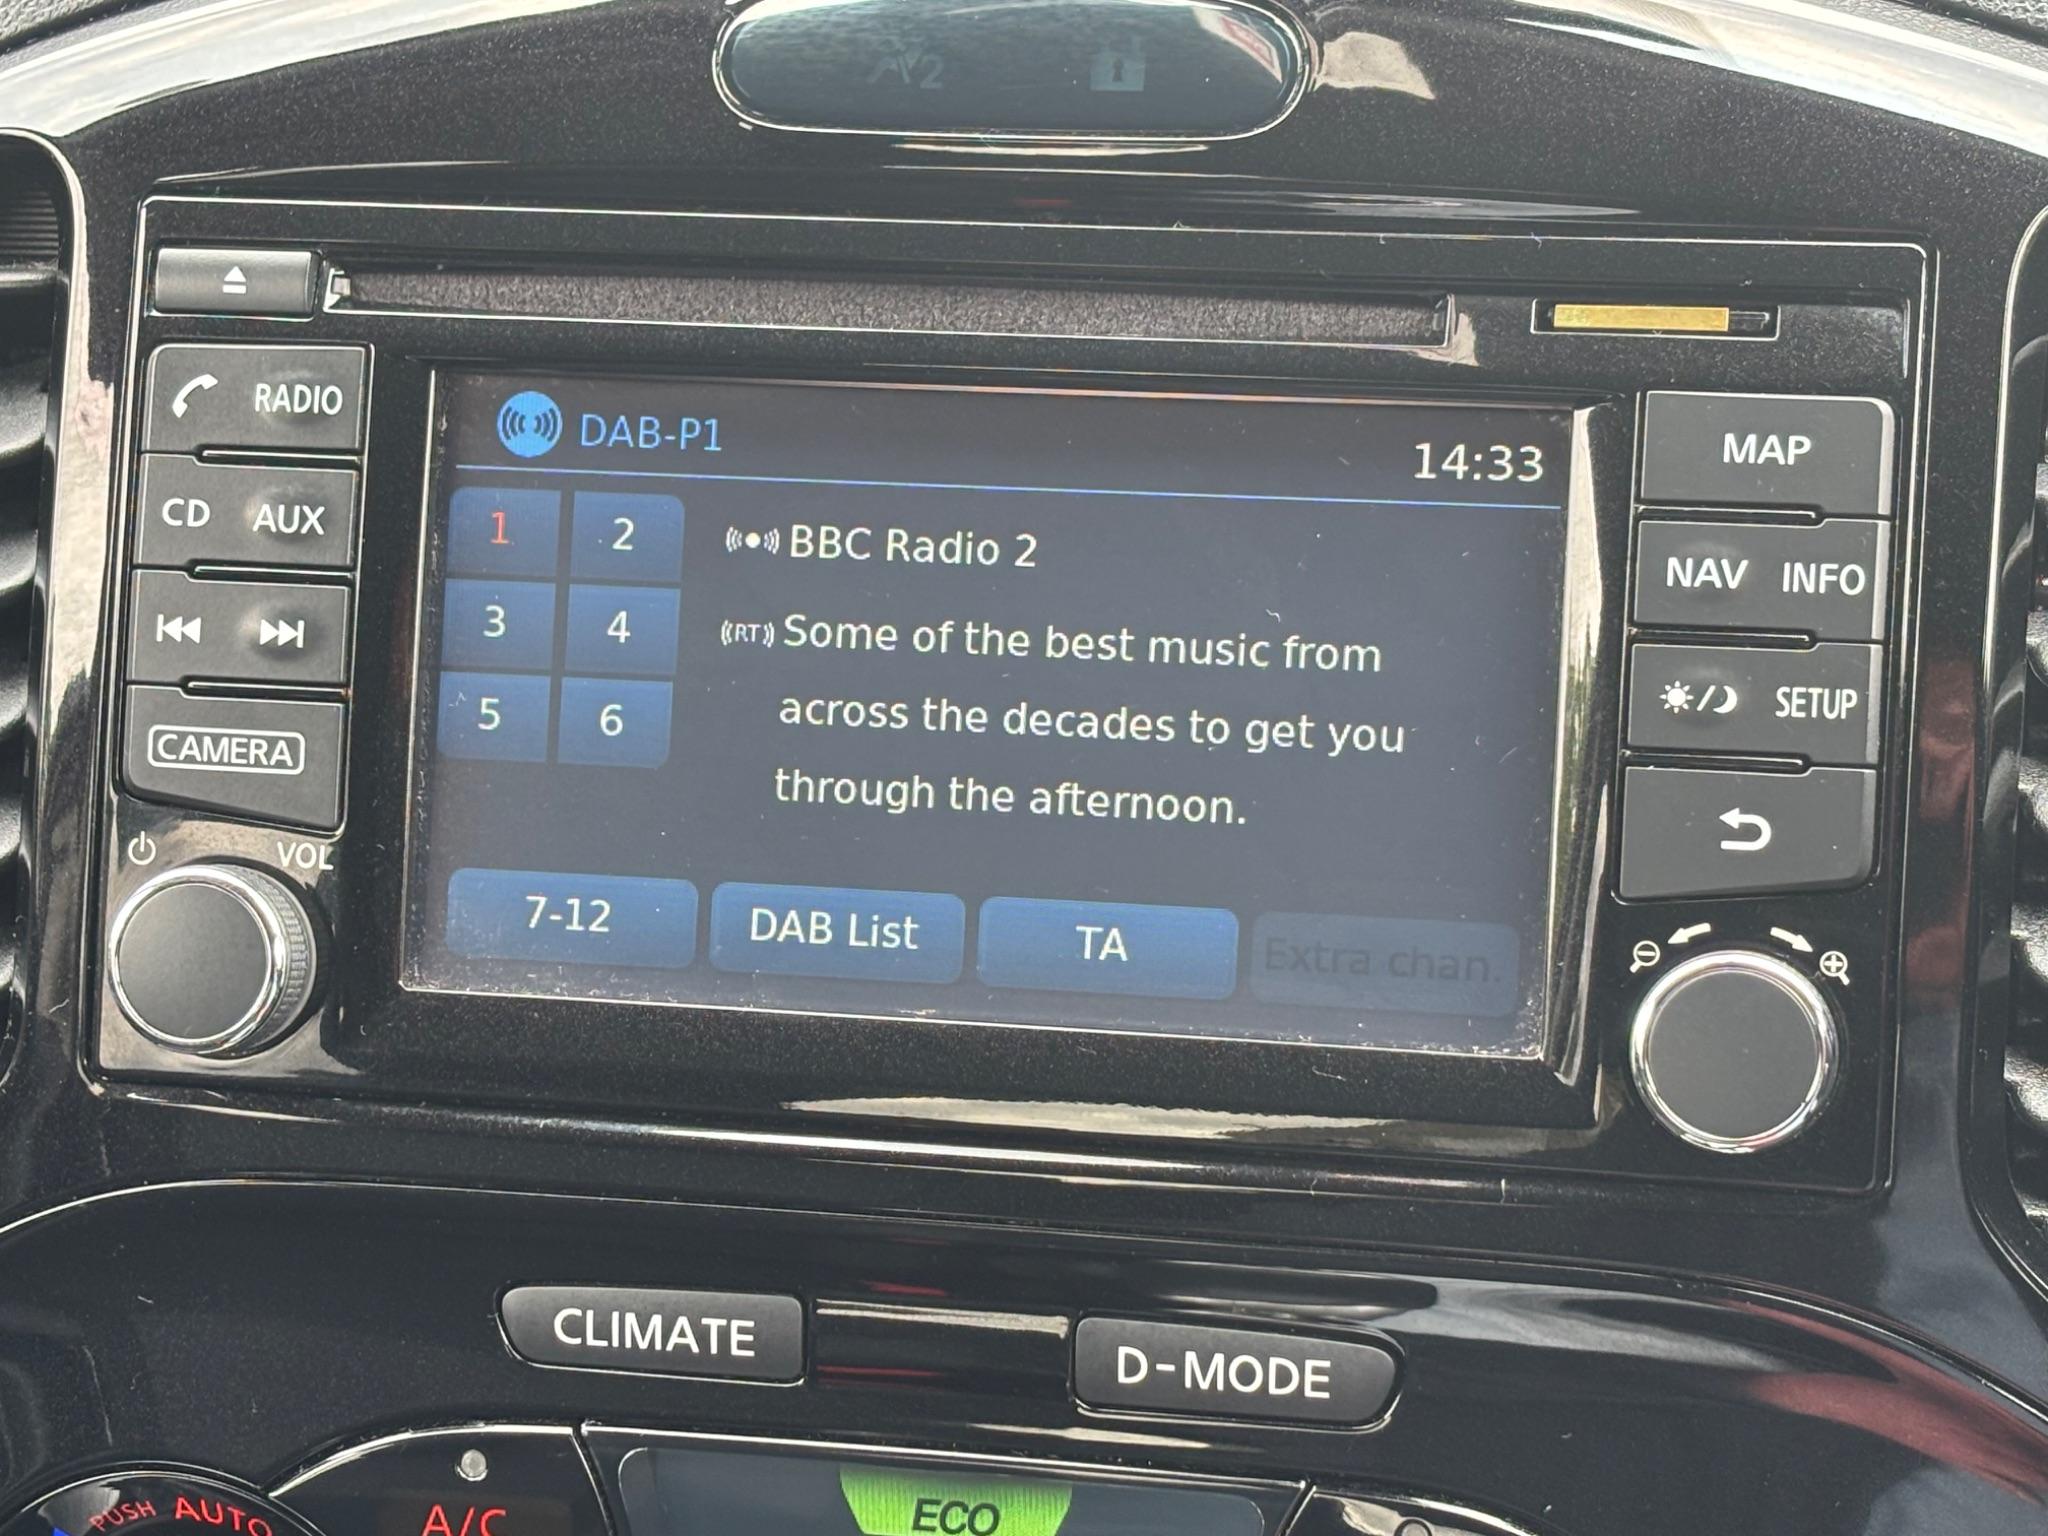 RADIO
CD AUX
CAMERA
VOL
DAB-P1
14:33
1 2
3 4
5 6
BBC Radio 2
RT
Some of the best music from
across the decades to get you
through the afternoon.
7-12
DAB List
TA
Extra chan.
MAP
NAV INFO
SETUP
CLIMATE
D-MODE
PUSH AUTO
A/C
ECO